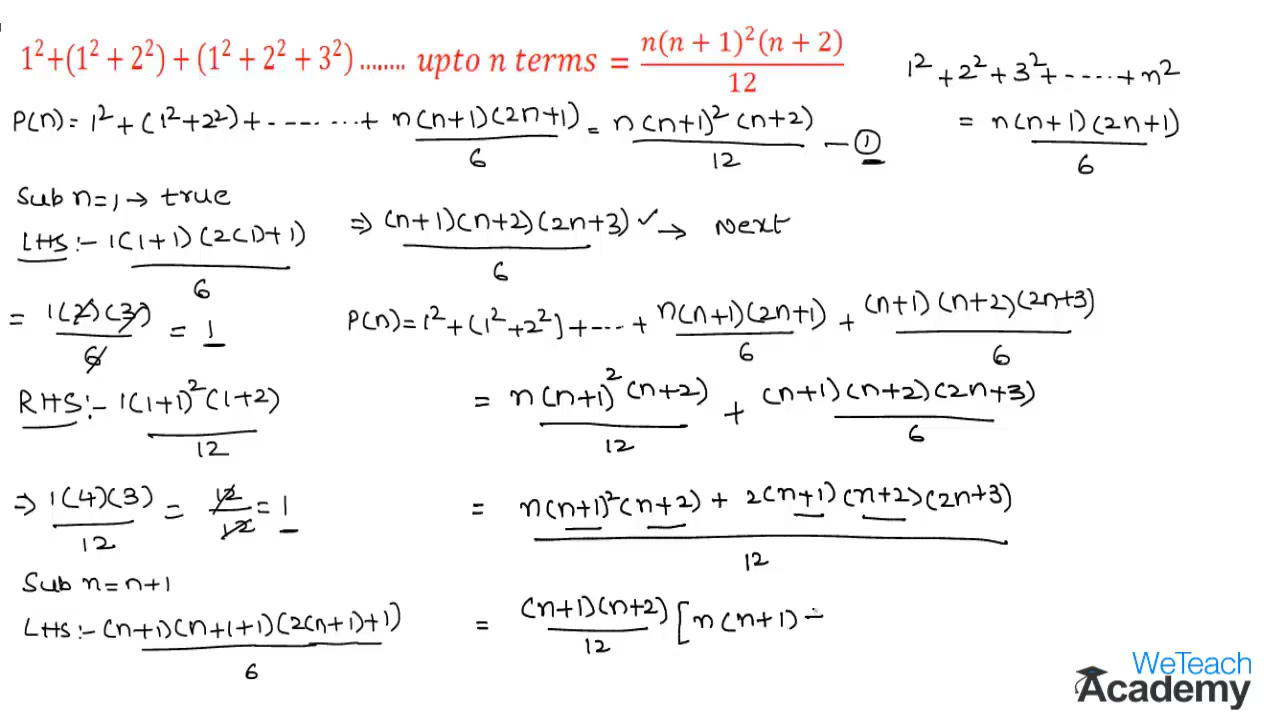 1²+(1² + 2²) + (1² + 2² + 3²) ........ upto n terms = n(n + 1)²(n + 2) / 12
1² + 2² + 3² + ------ + n²
= n(n+1)(2n+1) / 6
P(n) = 1² + (1²+2²) + ------ + n(n+1)(2n+1) / 6 = n(n+1)²(n+2) / 12 — ①
Sub n=1 → true
LHS :- 1(1+1)(2(1)+1) / 6
= 1(2)(3) / 6 = 1
RHS :- 1(1+1)²(1+2) / 12
⇒ 1(4)(3) / 12 = 12 / 12 = 1
Sub n = n+1
LHS :- (n+1)(n+1+1)(2(n+1)+1) / 6
⇒ (n+1)(n+2)(2n+3) / 6 ✓ → Next
P(n) = 1² + (1²+2²] + --- + n(n+1)(2n+1) / 6 + (n+1)(n+2)(2n+3) / 6
= n(n+1)²(n+2) / 12 + (n+1)(n+2)(2n+3) / 6
= n(n+1)²(n+2) + 2(n+1)(n+2)(2n+3) / 12
= (n+1)(n+2) / 12 [n(n+1) -
WeTeach
Academy